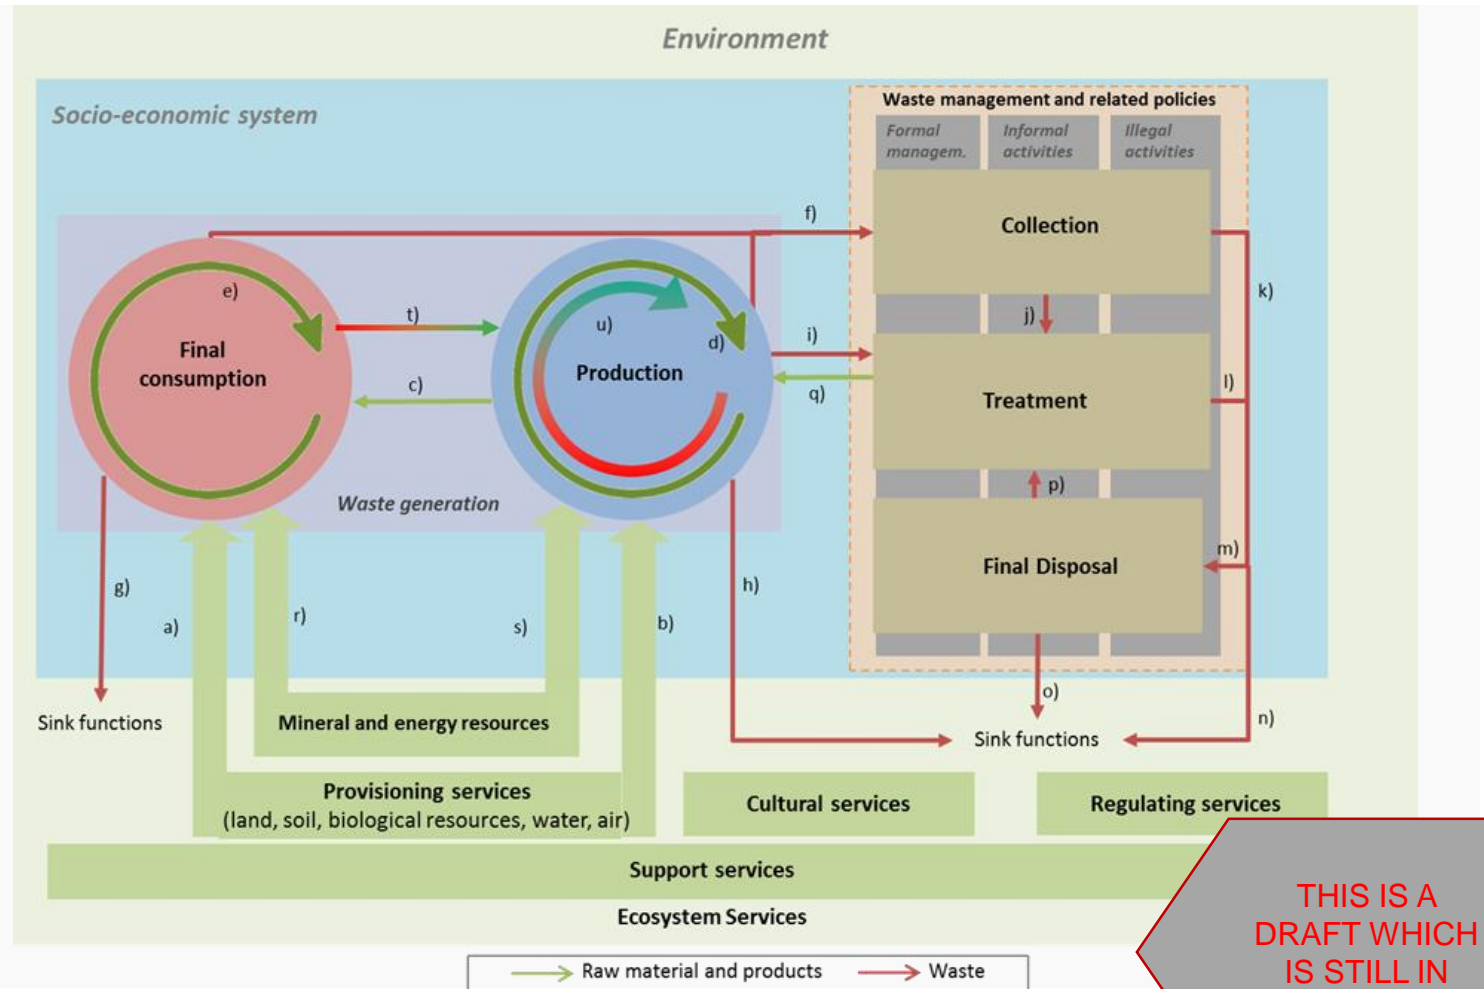 Environment
Socio-economic system
Waste management and related policies
Formal
managem.
Informal
activities
Illegal
activities
f)
Collection
e)
t)
u)
d)
k)
j)
i)
Final
consumption
Production
c)
q)
l)
Treatment
Waste generation
p)
m)
Final Disposal
g)
a)
r)
s)
b)
h)
o)
n)
Sink functions
Mineral and energy resources
Sink functions
Provisioning services
(land, soil, biological resources, water, air)
Cultural services
Regulating services
Support services
Ecosystem Services
Raw material and products
Waste
THIS IS A
DRAFT WHICH
IS STILL IN